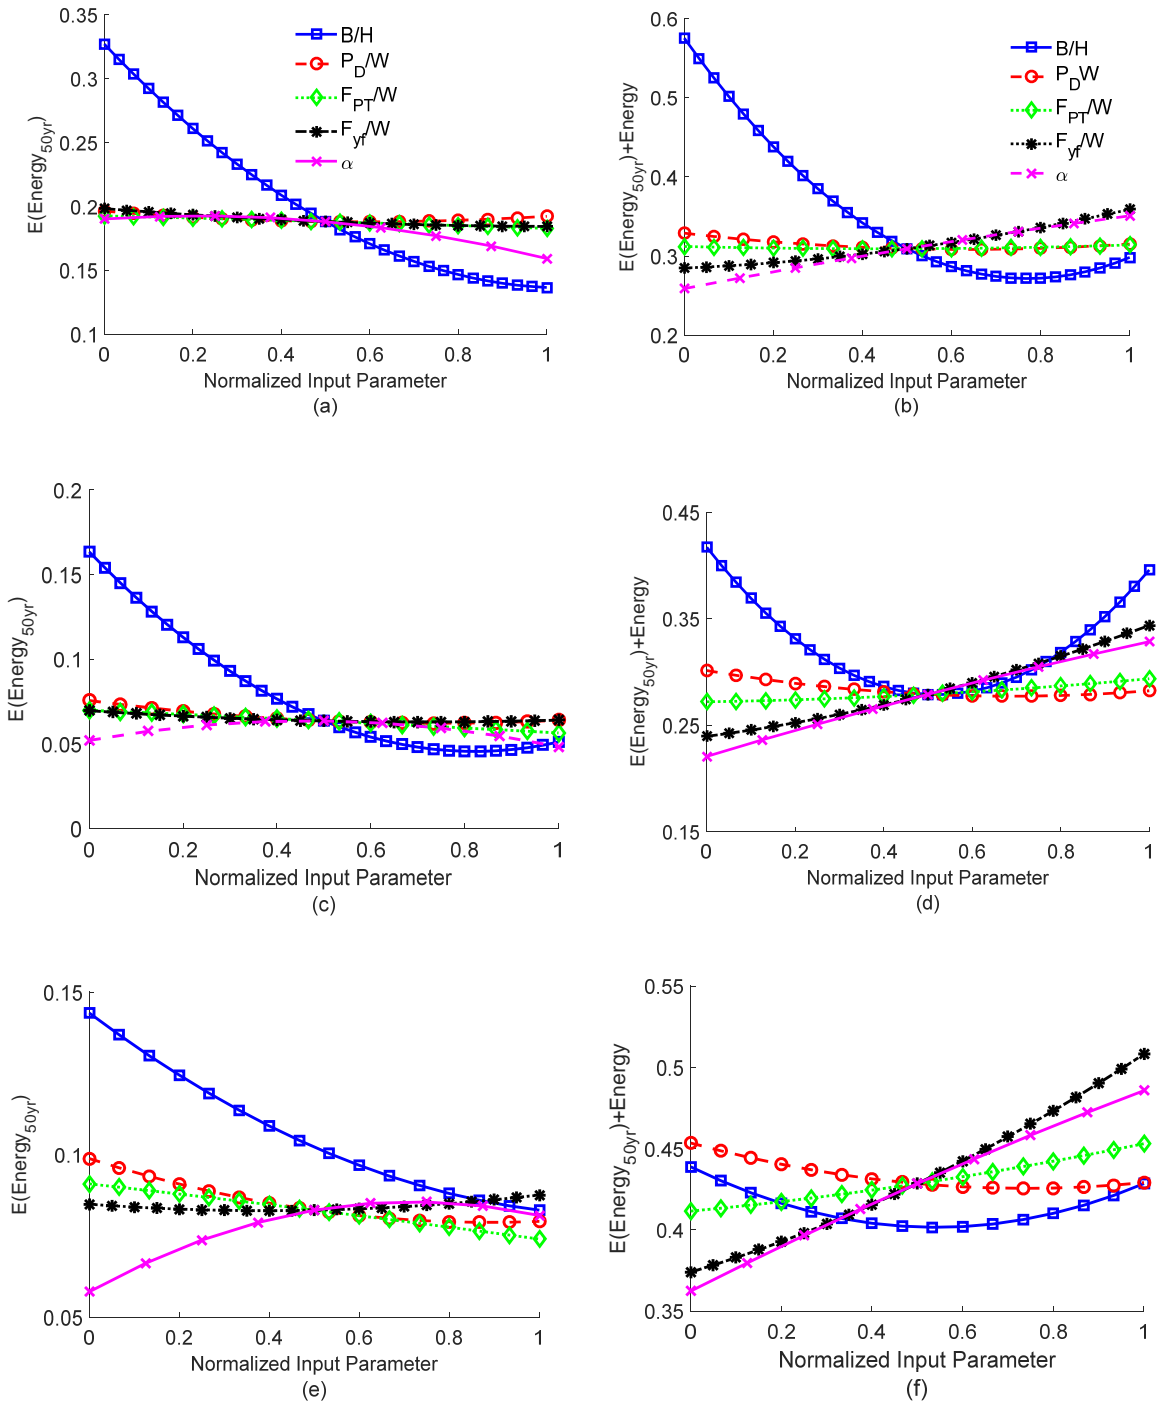 0.35
0.3
0.25
0.2
0.15
0.1
E(Energy50yr)
0 0.2 0.4 0.6 0.8 1
Normalized Input Parameter
(a)
B/H
PD/W
FPT/W
Fyf/W
α
0.6
0.5
0.4
0.3
0.2
E(Energy50yr)+Energy
0 0.2 0.4 0.6 0.8 1
Normalized Input Parameter
(b)
B/H
PDW
FPT/W
Fyf/W
α
0.2
0.15
0.1
0.05
0
E(Energy50yr)
0 0.2 0.4 0.6 0.8 1
Normalized Input Parameter
(c)
0.45
0.35
0.25
0.15
E(Energy50yr)+Energy
0 0.2 0.4 0.6 0.8 1
Normalized Input Parameter
(d)
0.15
0.1
0.05
E(Energy50yr)
0 0.2 0.4 0.6 0.8 1
Normalized Input Parameter
(e)
0.55
0.5
0.45
0.4
0.35
E(Energy50yr)+Energy
0 0.2 0.4 0.6 0.8 1
Normalized Input Parameter
(f)